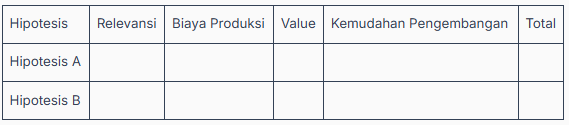 Hipotesis Relevansi Biaya Produksi Value Kemudahan Pengembangan Total
Hipotesis A
Hipotesis B